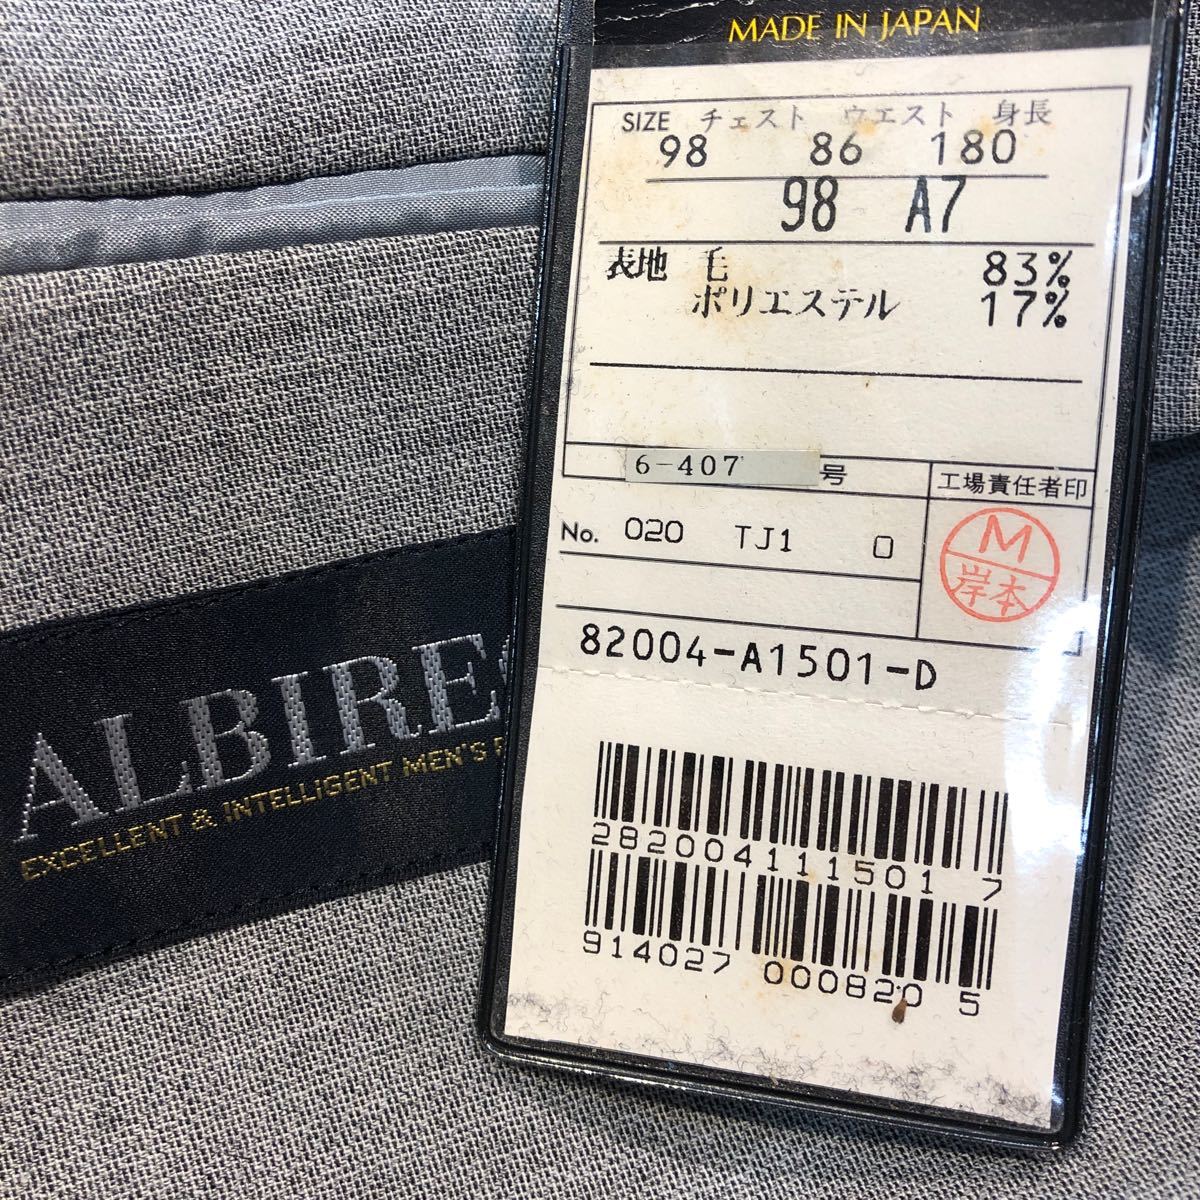 MADE IN JAPAN
SIZE チェスト ウエスト 身長
98 86 180
98 A7
表地 毛 83%
ポリエステル 17%
6-407 号
工場責任者印
No. 020 TJ1 0
M
岸本
82004-A1501-D
282004111501 7
914027 000820 5
ALBIRE
EXCELLENT & INTELLIGENT MEN'S